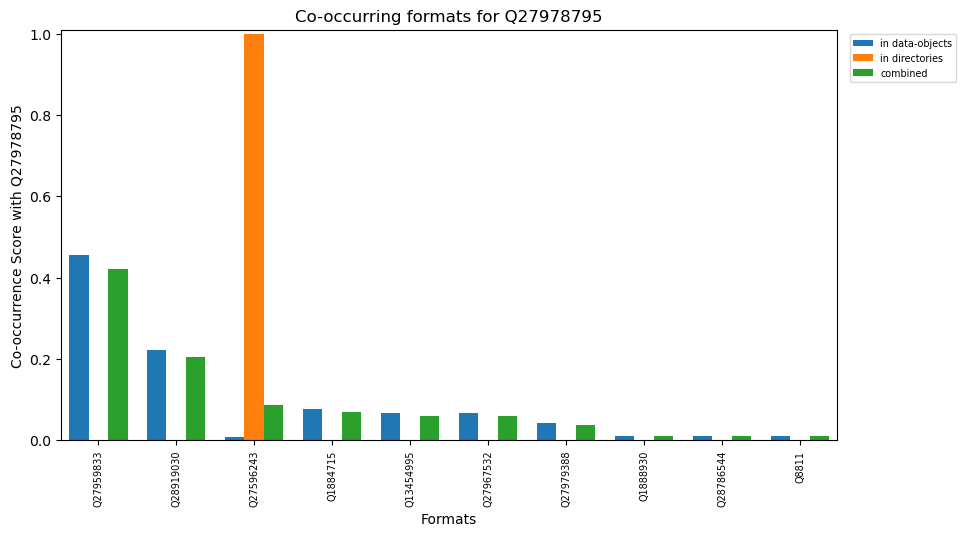 Co-occurring formats for Q27978795
in data-objects
in directories
combined
Co-occurrence Score with Q27978795
1.0
0.8
0.6
0.4
0.2
0.0
Q27959833
Q28919030
Q27596243
Q1884715
Q13454995
Q27967532
Q27979388
Q1888930
Q28786544
Q8811
Formats